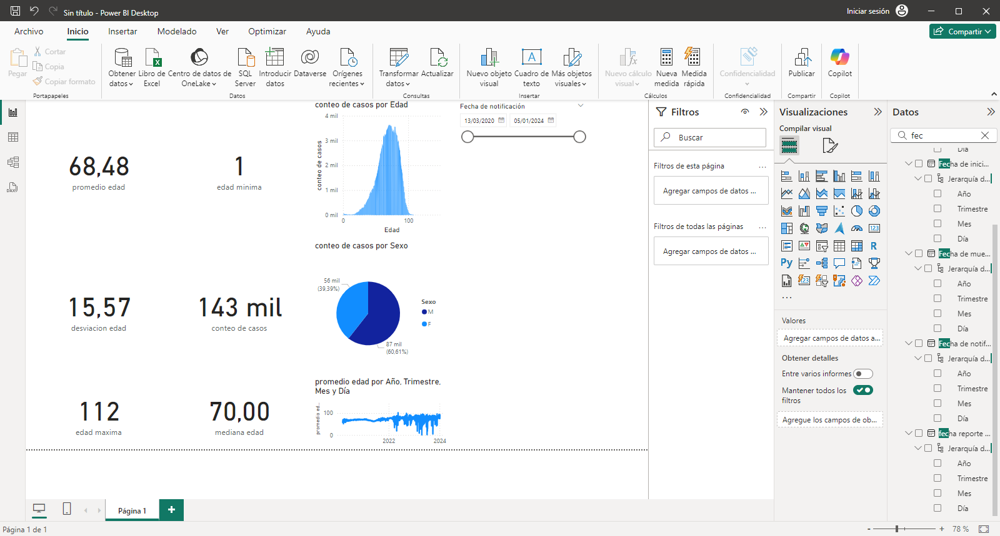 Sin título - Power BI Desktop
Iniciar sesión
Archivo
Inicio
Insertar
Modelado
Ver
Optimizar
Ayuda
Compartir
Pegar
Cortar
Copia
Copiar formato
Portapapeles
Obtener datos
Libro de Excel
Centro de datos de OneLake
SQL Server
Introducir datos
Dataverse
Orígenes recientes
Datos
Transformar datos
Actualizar
Consultas
Nuevo objeto visual
Cuadro de texto
Más objetos visuales
Insertar
Nuevo cálculo visual
Nueva medida
Medida rápida
Cálculos
Confidencialidad
Confidencialidad
Publicar
Compartir
Copilot
Copilot
DAX
68,48
promedio edad
1
edad minima
15,57
desviacion edad
143 mil
conteo de casos
112
edad maxima
70,00
mediana edad
conteo de casos por Edad
conteo de casos
4 mil
3 mil
2 mil
1 mil
0 mil
0
100
Edad
conteo de casos por Sexo
56 mil
(39,39%)
87 mil
(60,61%)
Sexo
M
F
promedio edad por Año, Trimestre,
Mes y Día
promedio ed...
100
0
2022
2024
Fecha de notificación
13/03/2020
05/01/2024
Filtros
Buscar
Filtros de esta página
...
Agregar campos de datos ...
Filtros de todas las páginas
...
Agregar campos de datos ...
Visualizaciones
Compilar visual
123
R
Py
123
...
Valores
Agregar campos de datos a...
Obtener detalles
Entre varios informes
Mantener todos los
filtros
Agregue los campos de ob...
Datos
fec
Día
Fecha de inici...
Jerarquía d...
Año
Trimestre
Mes
Día
Fecha de mue...
Jerarquía d...
Año
Trimestre
Mes
Día
Fecha de notif...
Jerarquía d...
Año
Trimestre
Mes
Día
fecha reporte ...
Jerarquía d...
Año
Trimestre
Mes
Día
Página 1
+
Página 1 de 1
- + 78 %